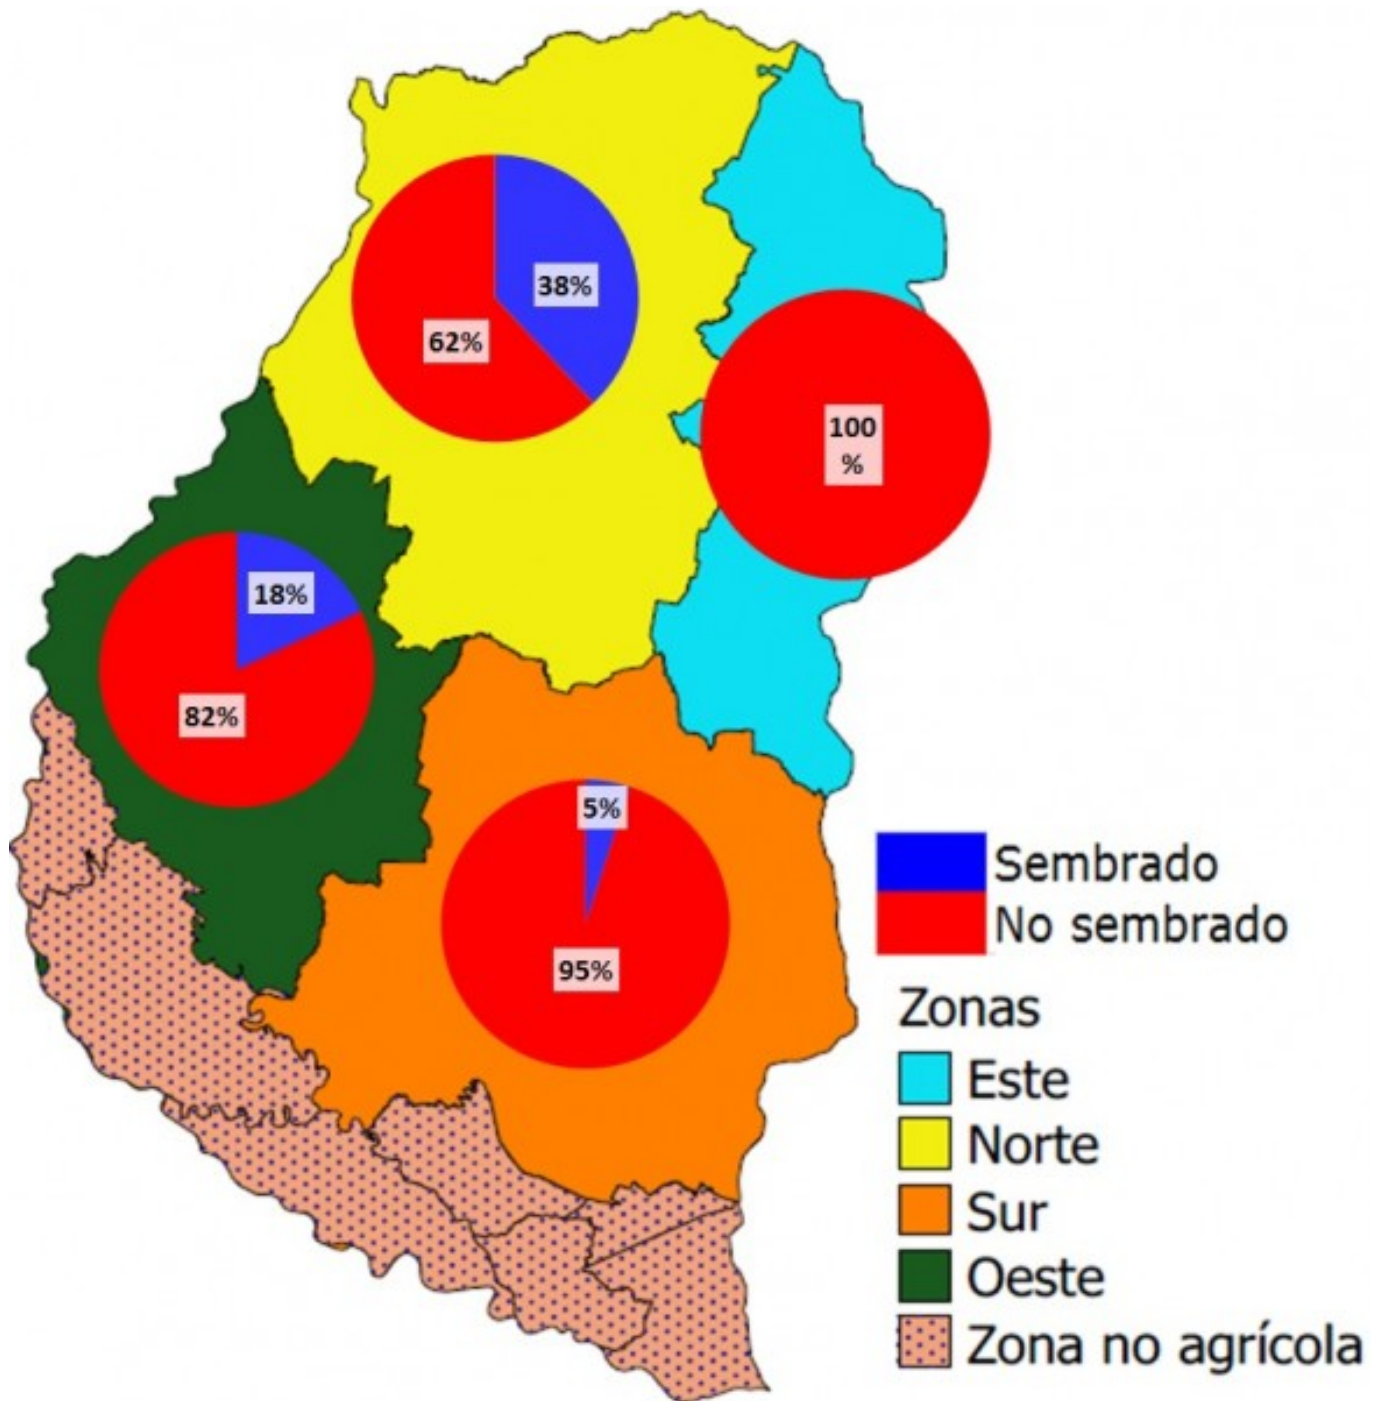 38%
62%
100
%
18%
82%
5%
95%
Sembrado
No sembrado
Zonas
Este
Norte
Sur
Oeste
Zona no agrícola